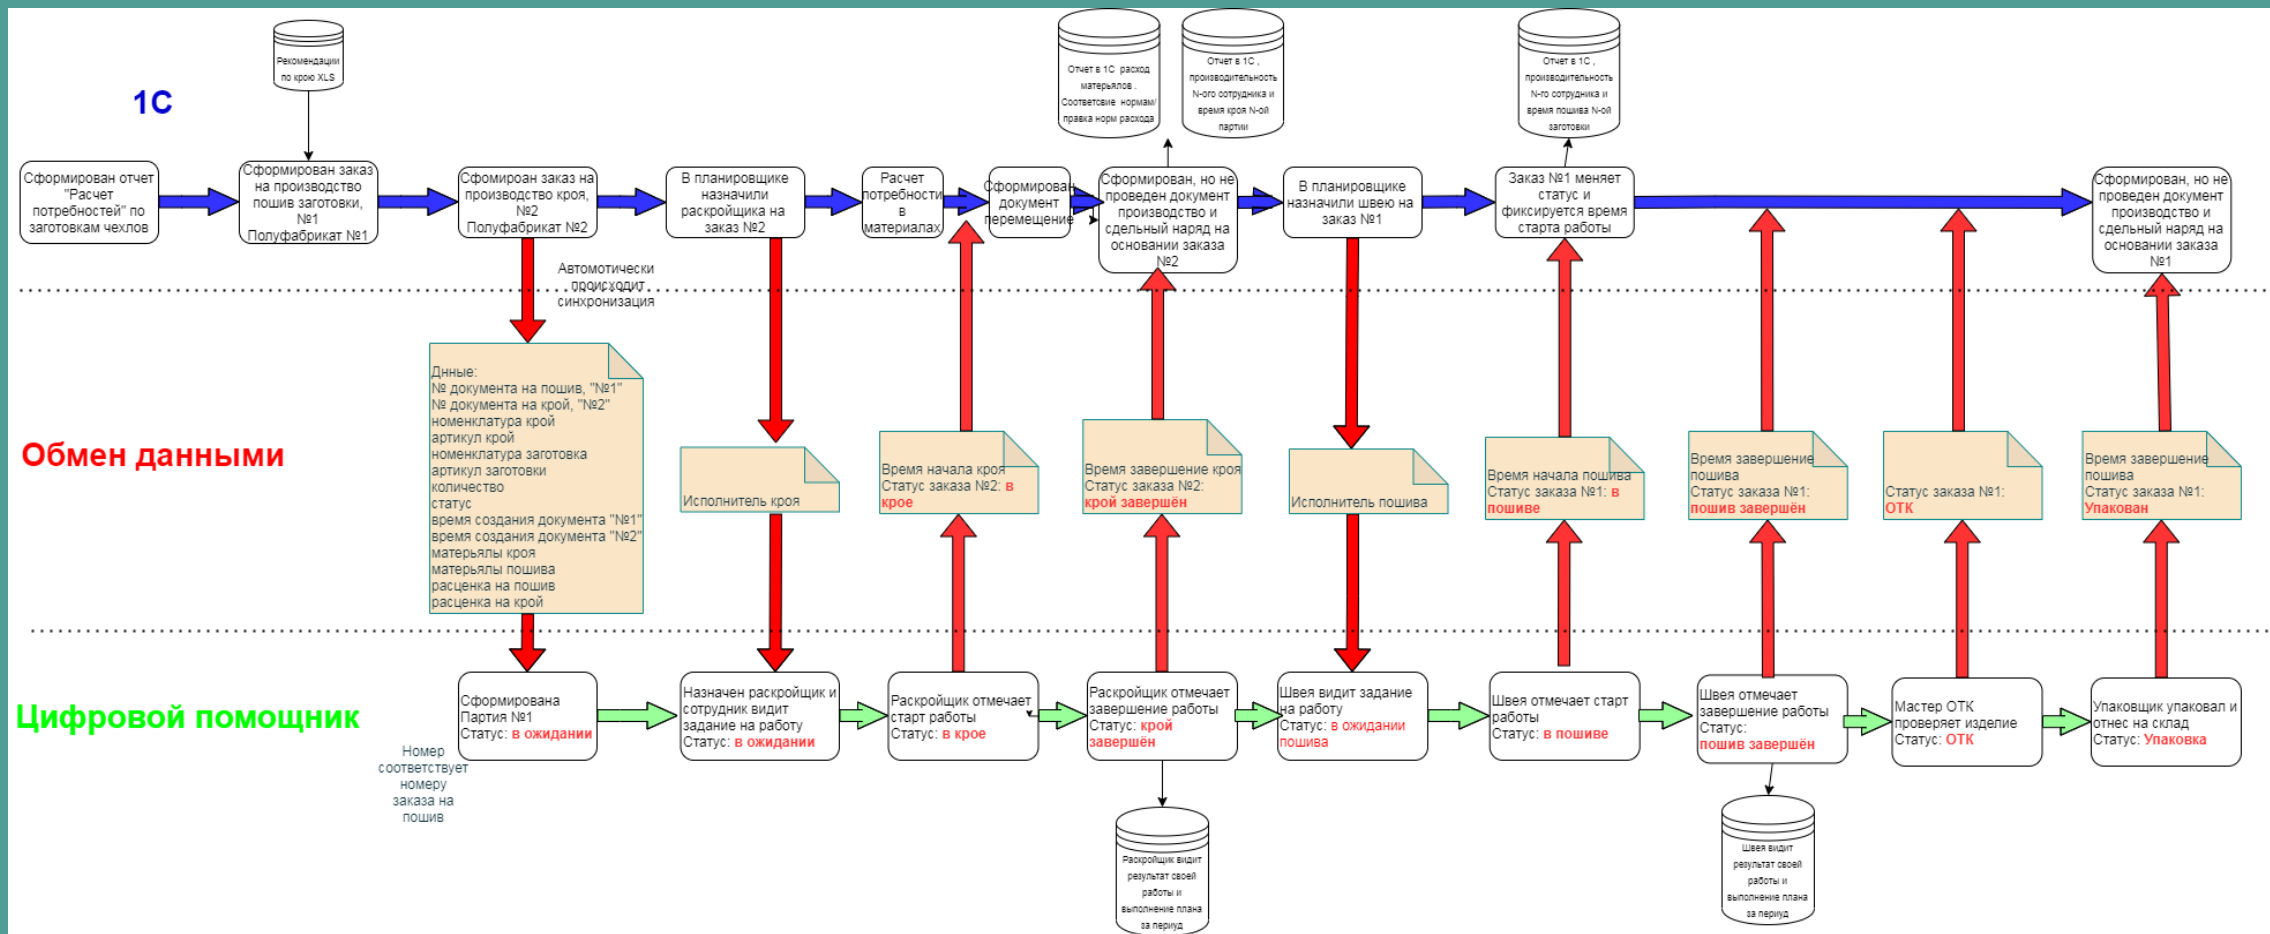 Рекомендации
по крою XLS
Отчет в 1С расход
матерьялов .
Соответсвие нормам/
правка норм расхода
Отчет в 1С ,
производительность
N-ого сотрудника и
время кроя N-ой
партии
Отчет в 1С ,
производительность
N-го сотрудника и
время пошива N-ой
заготовки
1С
Сформирован отчет
"Расчет
потребностей" по
заготовкам чехлов
Сформирован заказ
на производство
пошив заготовки,
№1
Полуфабрикат №1
Сфомироан заказ на
производство кроя,
№2
Полуфабрикат №2
В планировщике
назначили
раскройщика на
заказ №2
Расчет
потребности
в
материалах
Сформирован
документ
перемещение
Сформирован, но не
проведен документ
производство и
сдельный наряд на
основании заказа
№2
В планировщике
назначили швею на
заказ №1
Заказ №1 меняет
статус и
фиксируется время
старта работы
Сформирован, но не
проведен документ
производство и
сдельный наряд на
основании заказа
№1
Автомотически
происходит
синхронизация
Обмен данными
Днные:
№ документа на пошив, "№1"
№ документа на крой, "№2"
номенклатура крой
артикул крой
номенклатура заготовка
артикул заготовки
количество
статус
время создания документа "№1"
время создания документа "№2"
матерьялы кроя
матерьялы пошива
расценка на пошив
расценка на крой
Исполнитель кроя
Время начала кроя
Статус заказа №2: в
крое
Время завершение кроя
Статус заказа №2:
крой завершён
Исполнитель пошива
Время начала пошива
Статус заказа №1: в
пошиве
Время завершение
пошива
Статус заказа №1:
пошив завершён
Статус заказа №1:
ОТК
Время завершение
пошива
Статус заказа №1:
Упакован
Цифровой помощник
Номер
соответствует
номеру
заказа на
пошив
Сформирована
Партия №1
Статус: в ожидании
Назначен раскройщик и
сотрудник видит
задание на работу
Статус: в ожидании
Раскройщик отмечает
старт работы
Статус: в крое
Раскройщик отмечает
завершение работы
Статус: крой
завершён
Швея видит задание
на работу
Статус: в ожидании
пошива
Швея отмечает старт
работы
Статус: в пошиве
Швея отмечает
завершение работы
Статус:
пошив завершён
Мастер ОТК
проверяет изделие
Статус: ОТК
Упаковщик упаковал и
отнес на склад
Статус: Упаковка
Раскройщик видит
результат своей
работы и
выполнение плана
за периуд
Швея видит
результат своей
работы и
выполнение плана
за периуд